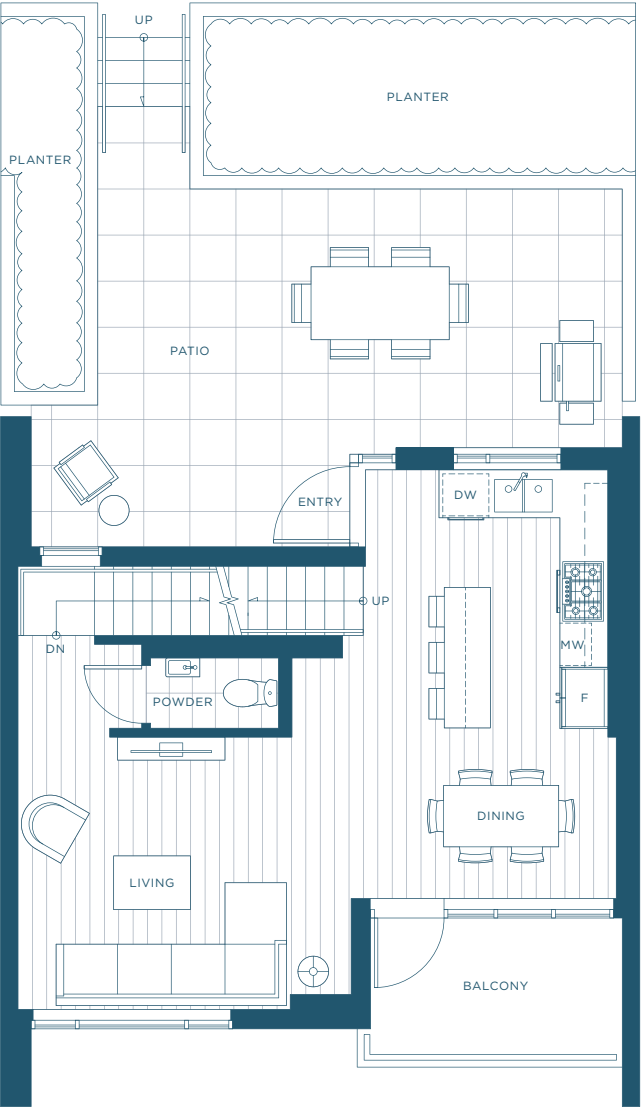 UP
PLANTER
PLANTER
PATIO
DW
ENTRY
UP
DN
MW
F
POWDER
DINING
LIVING
BALCONY